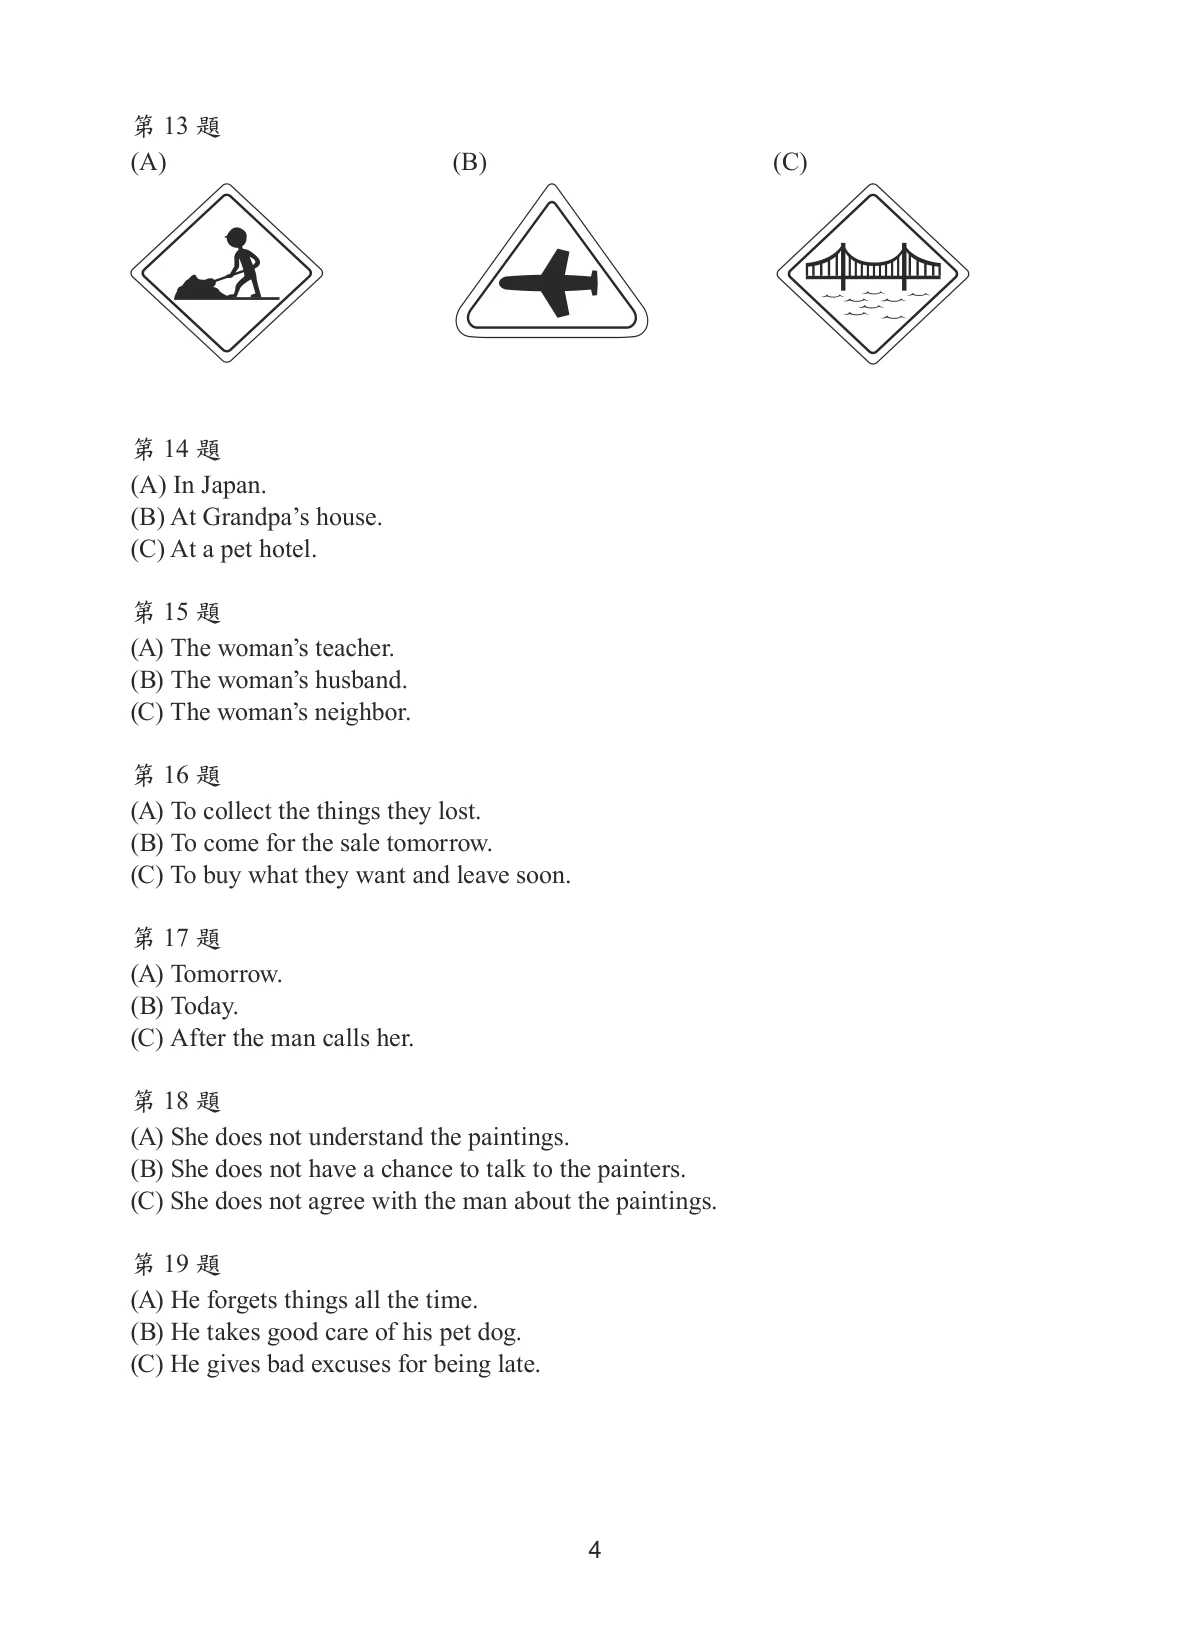 第 13 題
(A) (B) (C)
第 14 題
(A) In Japan.
(B) At Grandpa’s house.
(C) At a pet hotel.
第 15 題
(A) The woman’s teacher.
(B) The woman’s husband.
(C) The woman’s neighbor.
第 16 題
(A) To collect the things they lost.
(B) To come for the sale tomorrow.
(C) To buy what they want and leave soon.
第 17 題
(A) Tomorrow.
(B) Today.
(C) After the man calls her.
第 18 題
(A) She does not understand the paintings.
(B) She does not have a chance to talk to the painters.
(C) She does not agree with the man about the paintings.
第 19 題
(A) He forgets things all the time.
(B) He takes good care of his pet dog.
(C) He gives bad excuses for being late.
4